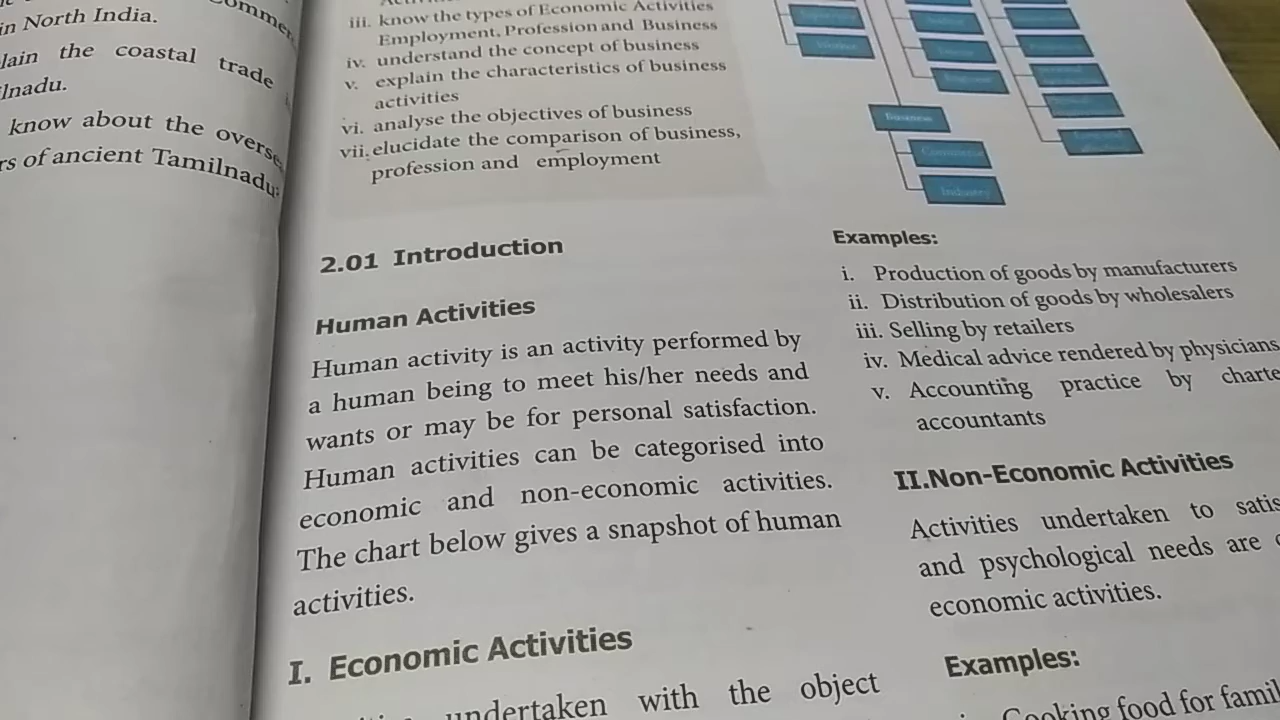 in North India.
the coastal trade
know about the
of ancient Tamilnadu
iii. know the types of Economic Activities
Employment, Profession and Business
iv. understand the concept of business
v. explain the characteristics of business
activities
vi. analyse the objectives of business
vii. elucidate the comparison of business,
profession and employment
2.01 Introduction
Human Activities
Human activity is an activity performed by
a human being to meet his/her needs and
wants or may be for personal satisfaction.
Human activities can be categorised into
economic and non-economic activities.
The chart below gives a snapshot of human
activities.
I. Economic Activities
undertaken with the object
Business
Commerce
Industry
Examples:
i. Production of goods by manufacturers
ii. Distribution of goods by wholesalers
iii. Selling by retailers
iv. Medical advice rendered by physicians
v. Accounting practice by charte
accountants
II.Non-Economic Activities
Activities undertaken to satis
and psychological needs are
economic activities.
Examples:
Cooking food for famil